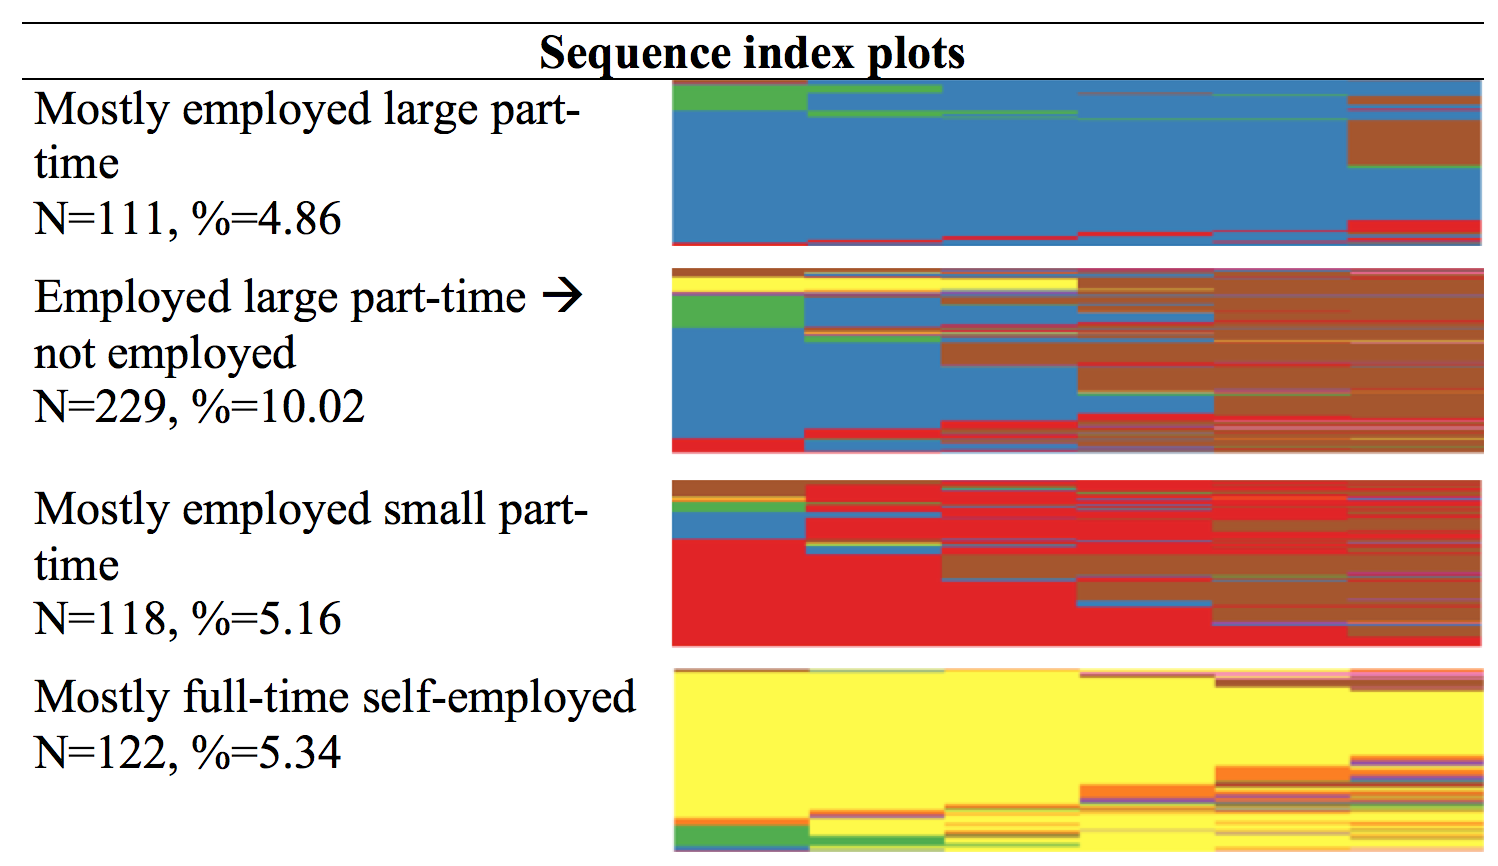 Sequence index plots
Mostly employed large part-
time
N=111, %=4.86
Employed large part-time →
not employed
N=229, %=10.02
Mostly employed small part-
time
N=118, %=5.16
Mostly full-time self-employed
N=122, %=5.34